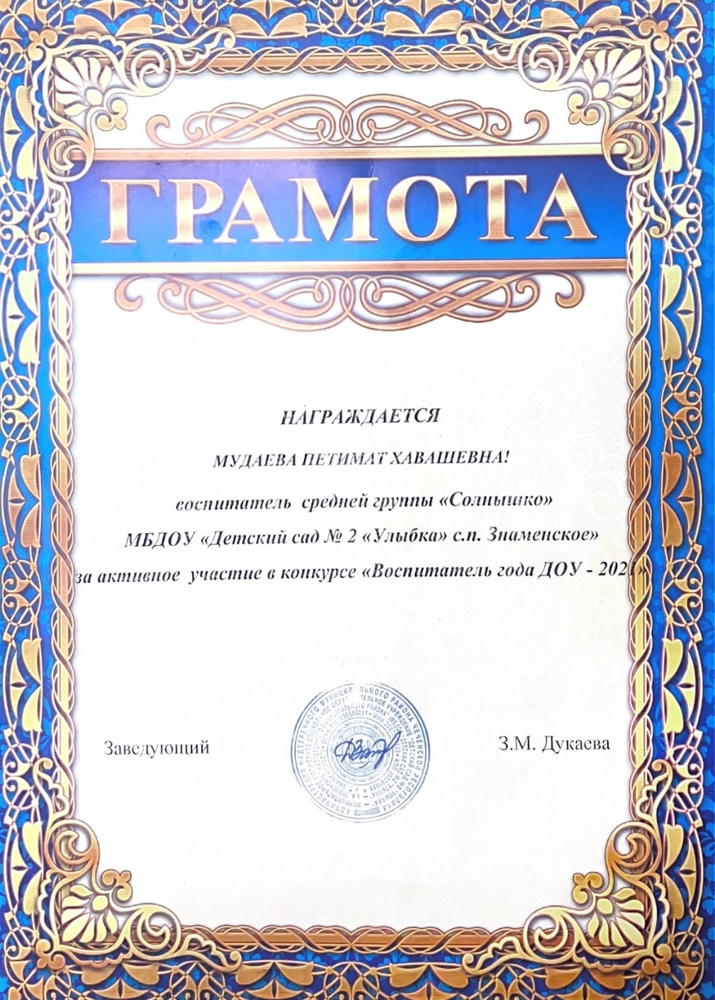 ГРАМОТА
НАГРАЖДАЕТСЯ
МУДАЕВА ПЕТИМАТ ХАВАШЕВНА!
воспитатель средней группы «Солнышко»
МБДОУ «Детский сад № 2 «Улыбка» с.п. Знаменское»
за активное участие в конкурсе «Воспитатель года ДОУ - 2021»
Заведующий
З.М. Дукаева